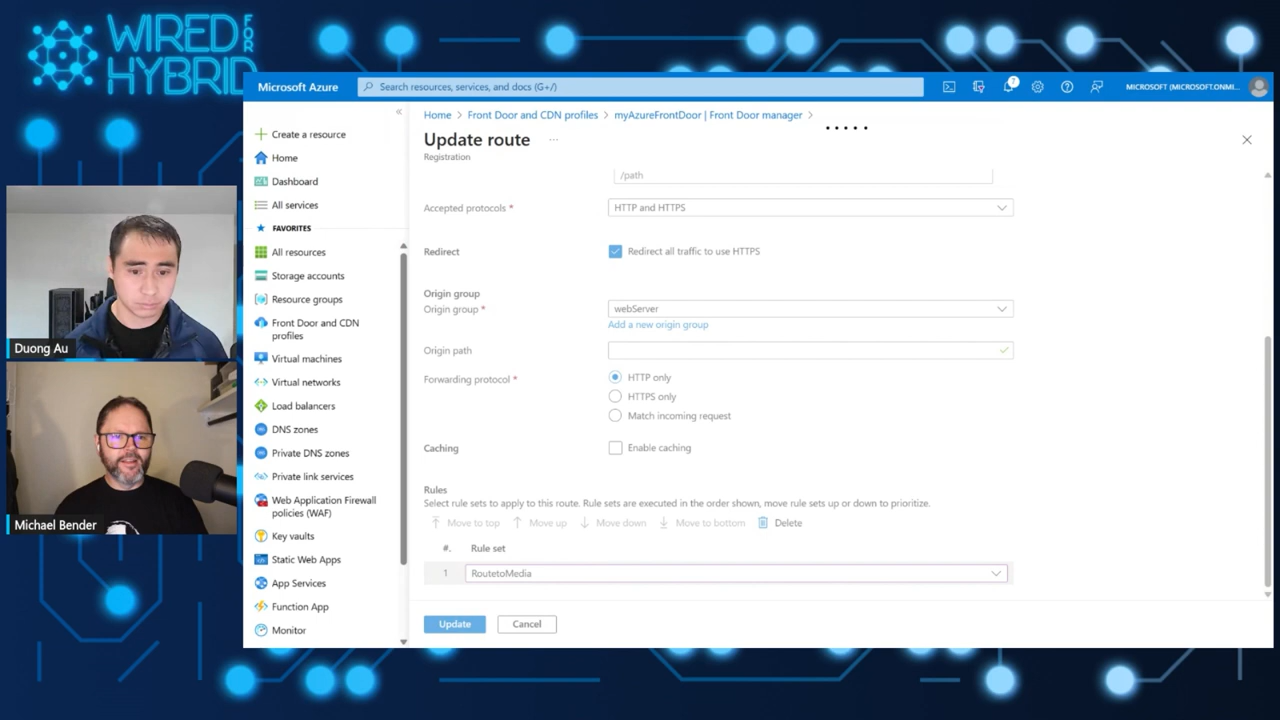 WIRED FOR
HYBRID
Microsoft Azure
Search resources, services, and docs (G+/)
7
MICROSOFT (MICROSOFT.ONMI...
Create a resource
Home
Dashboard
All services
FAVORITES
All resources
Storage accounts
Resource groups
Front Door and CDN
profiles
Virtual machines
Virtual networks
Load balancers
DNS zones
Private DNS zones
Private link services
Web Application Firewall
policies (WAF)
Key vaults
Static Web Apps
App Services
Function App
Monitor
Home > Front Door and CDN profiles > myAzureFrontDoor | Front Door manager >
Update route ...
Registration
/path
Accepted protocols * HTTP and HTTPS
Redirect Redirect all traffic to use HTTPS
Origin group
Origin group * webServer
Add a new origin group
Origin path
Forwarding protocol * HTTP only
HTTPS only
Match incoming request
Caching Enable caching
Rules
Select rule sets to apply to this route. Rule sets are executed in the order shown, move rule sets up or down to prioritize.
Move to top Move up Move down Move to bottom Delete
#. Rule set
1 RoutetoMedia
Update Cancel
Duong Au
Michael Bender